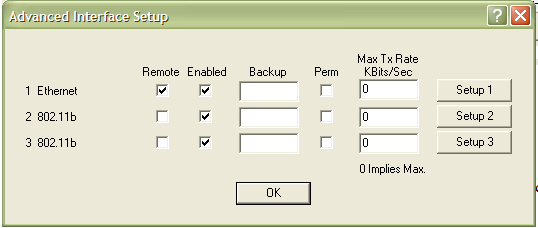 Advanced Interface Setup
Max Tx Rate
Remote Enabled Backup Perm KBits/Sec
1 Ethernet 0 Setup 1
2 802.11b 0 Setup 2
3 802.11b 0 Setup 3
0 Implies Max.
OK